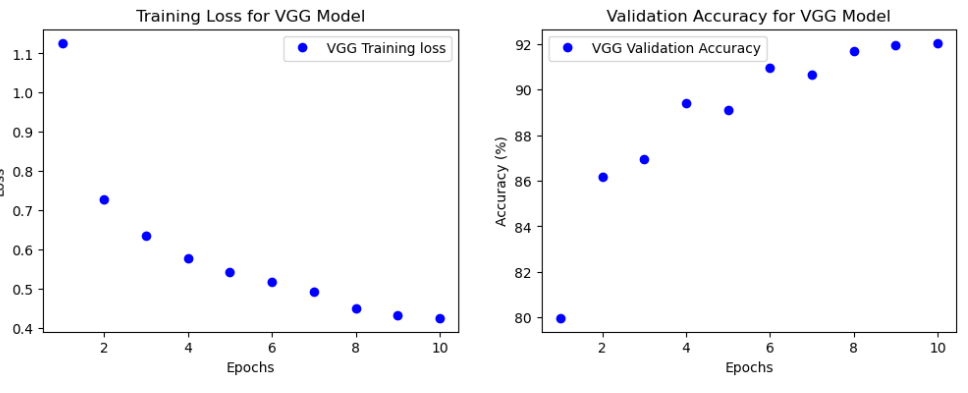 Training Loss for VGG Model
VGG Training loss
1.1
1.0
0.9
0.8
0.7
0.6
0.5
0.4
Loss
2 4 6 8 10
Epochs
Validation Accuracy for VGG Model
VGG Validation Accuracy
92
90
88
86
84
82
80
Accuracy (%)
2 4 6 8 10
Epochs